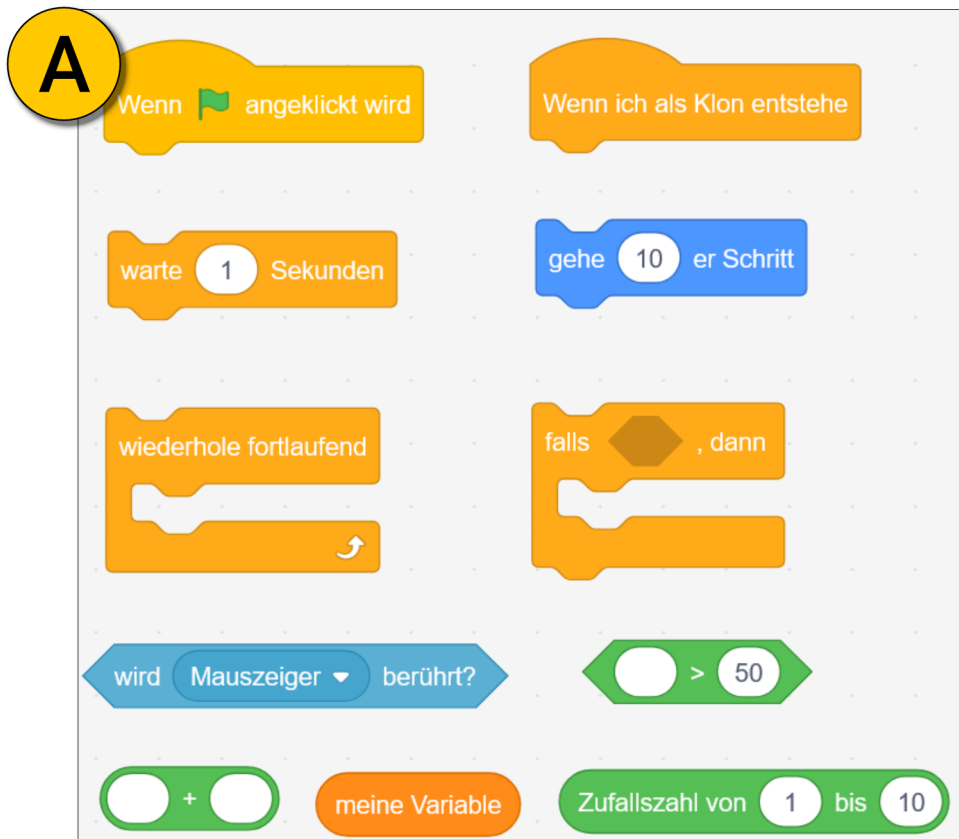 A
Wenn angeklickt wird
Wenn ich als Klon entstehe
warte 1 Sekunden
gehe 10 er Schritt
wiederhole fortlaufend
falls , dann
wird Mauszeiger berührt?
> 50
+
meine Variable
Zufallszahl von 1 bis 10